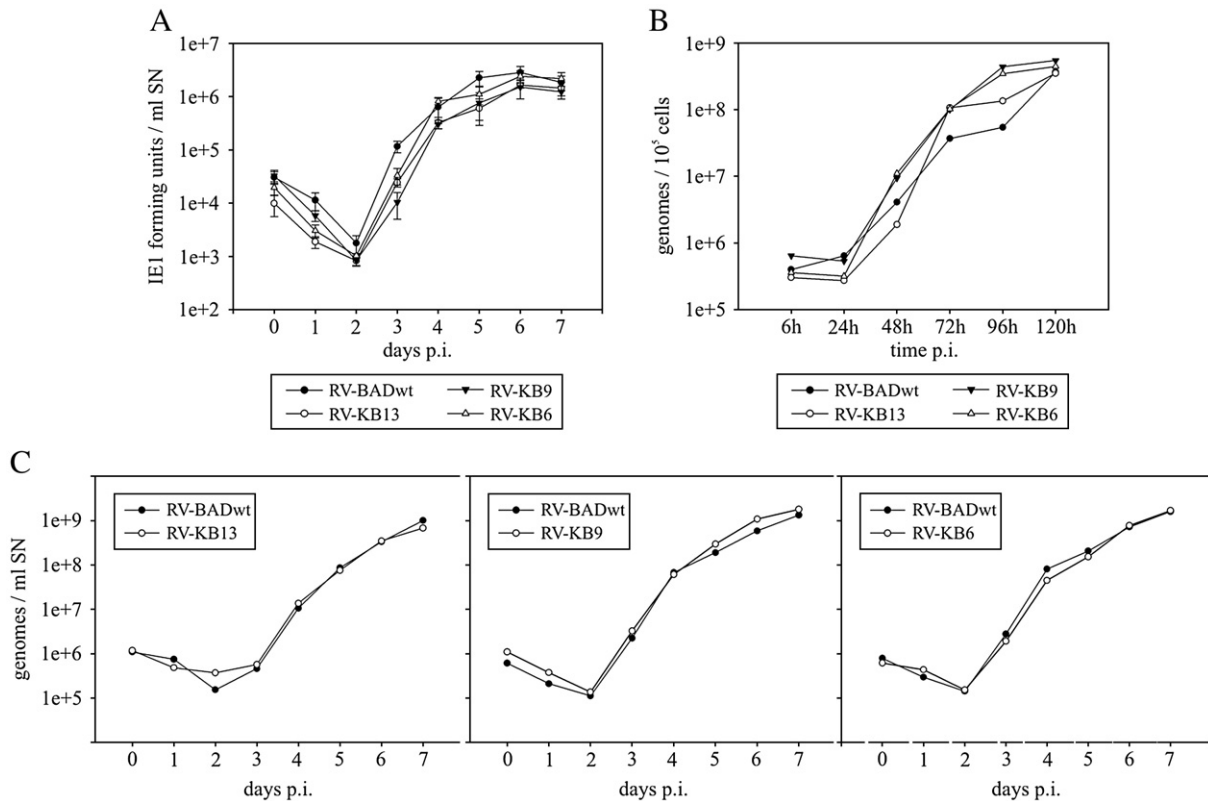 A
IE1 forming units / ml SN
1e+7
1e+6
1e+5
1e+4
1e+3
1e+2
0 1 2 3 4 5 6 7
days p.i.
RV-BADwt RV-KB9
RV-KB13 RV-KB6
B
genomes / 10⁵ cells
1e+9
1e+8
1e+7
1e+6
1e+5
6h 24h 48h 72h 96h 120h
time p.i.
RV-BADwt RV-KB9
RV-KB13 RV-KB6
C
genomes / ml SN
1e+9
1e+8
1e+7
1e+6
1e+5
RV-BADwt
RV-KB13
0 1 2 3 4 5 6 7
days p.i.
RV-BADwt
RV-KB9
0 1 2 3 4 5 6 7
days p.i.
RV-BADwt
RV-KB6
0 1 2 3 4 5 6 7
days p.i.